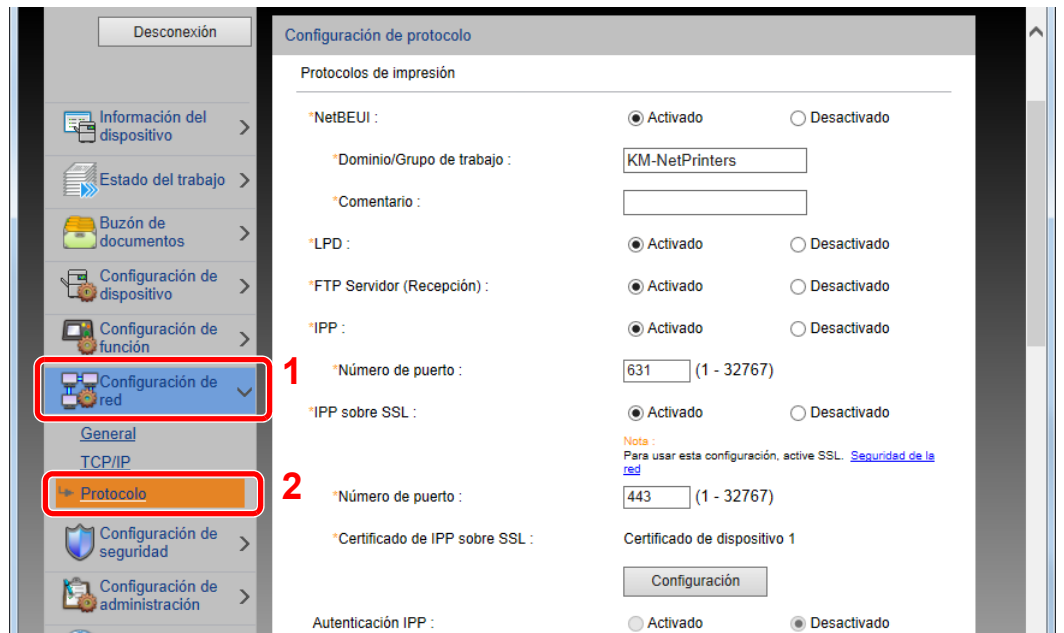 Desconexión
Información del
dispositivo
Estado del trabajo
Buzón de
documentos
Configuración de
dispositivo
Configuración de
función
Configuración de
red
1
General
TCP/IP
Protocolo
2
Configuración de
seguridad
Configuración de
administración
Configuración de protocolo
Protocolos de impresión
*NetBEUI : Activado Desactivado
*Dominio/Grupo de trabajo : KM-NetPrinters
*Comentario :
*LPD : Activado Desactivado
*FTP Servidor (Recepción) : Activado Desactivado
*IPP : Activado Desactivado
*Número de puerto : 631 (1 - 32767)
*IPP sobre SSL : Activado Desactivado
Nota :
Para usar esta configuración, active SSL. Seguridad de la
red
*Número de puerto : 443 (1 - 32767)
*Certificado de IPP sobre SSL : Certificado de dispositivo 1
Configuración
Autenticación IPP : Activado Desactivado